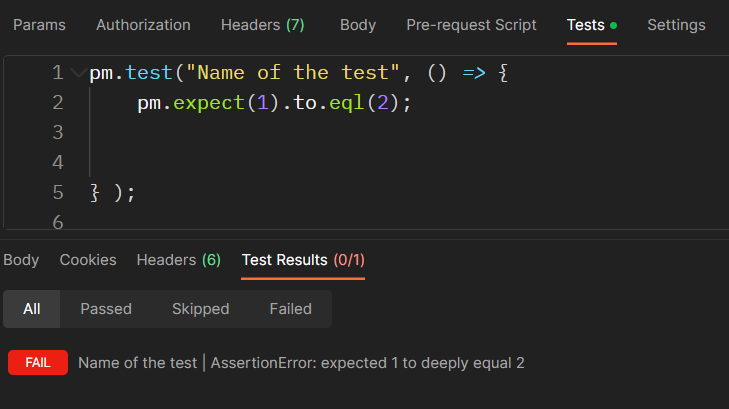 Params Authorization Headers (7) Body Pre-request Script Tests Settings
1 pm.test("Name of the test", () => {
2 pm.expect(1).to.eql(2);
3
4
5 } );
6
Body Cookies Headers (6) Test Results (0/1)
All Passed Skipped Failed
FAIL Name of the test | AssertionError: expected 1 to deeply equal 2